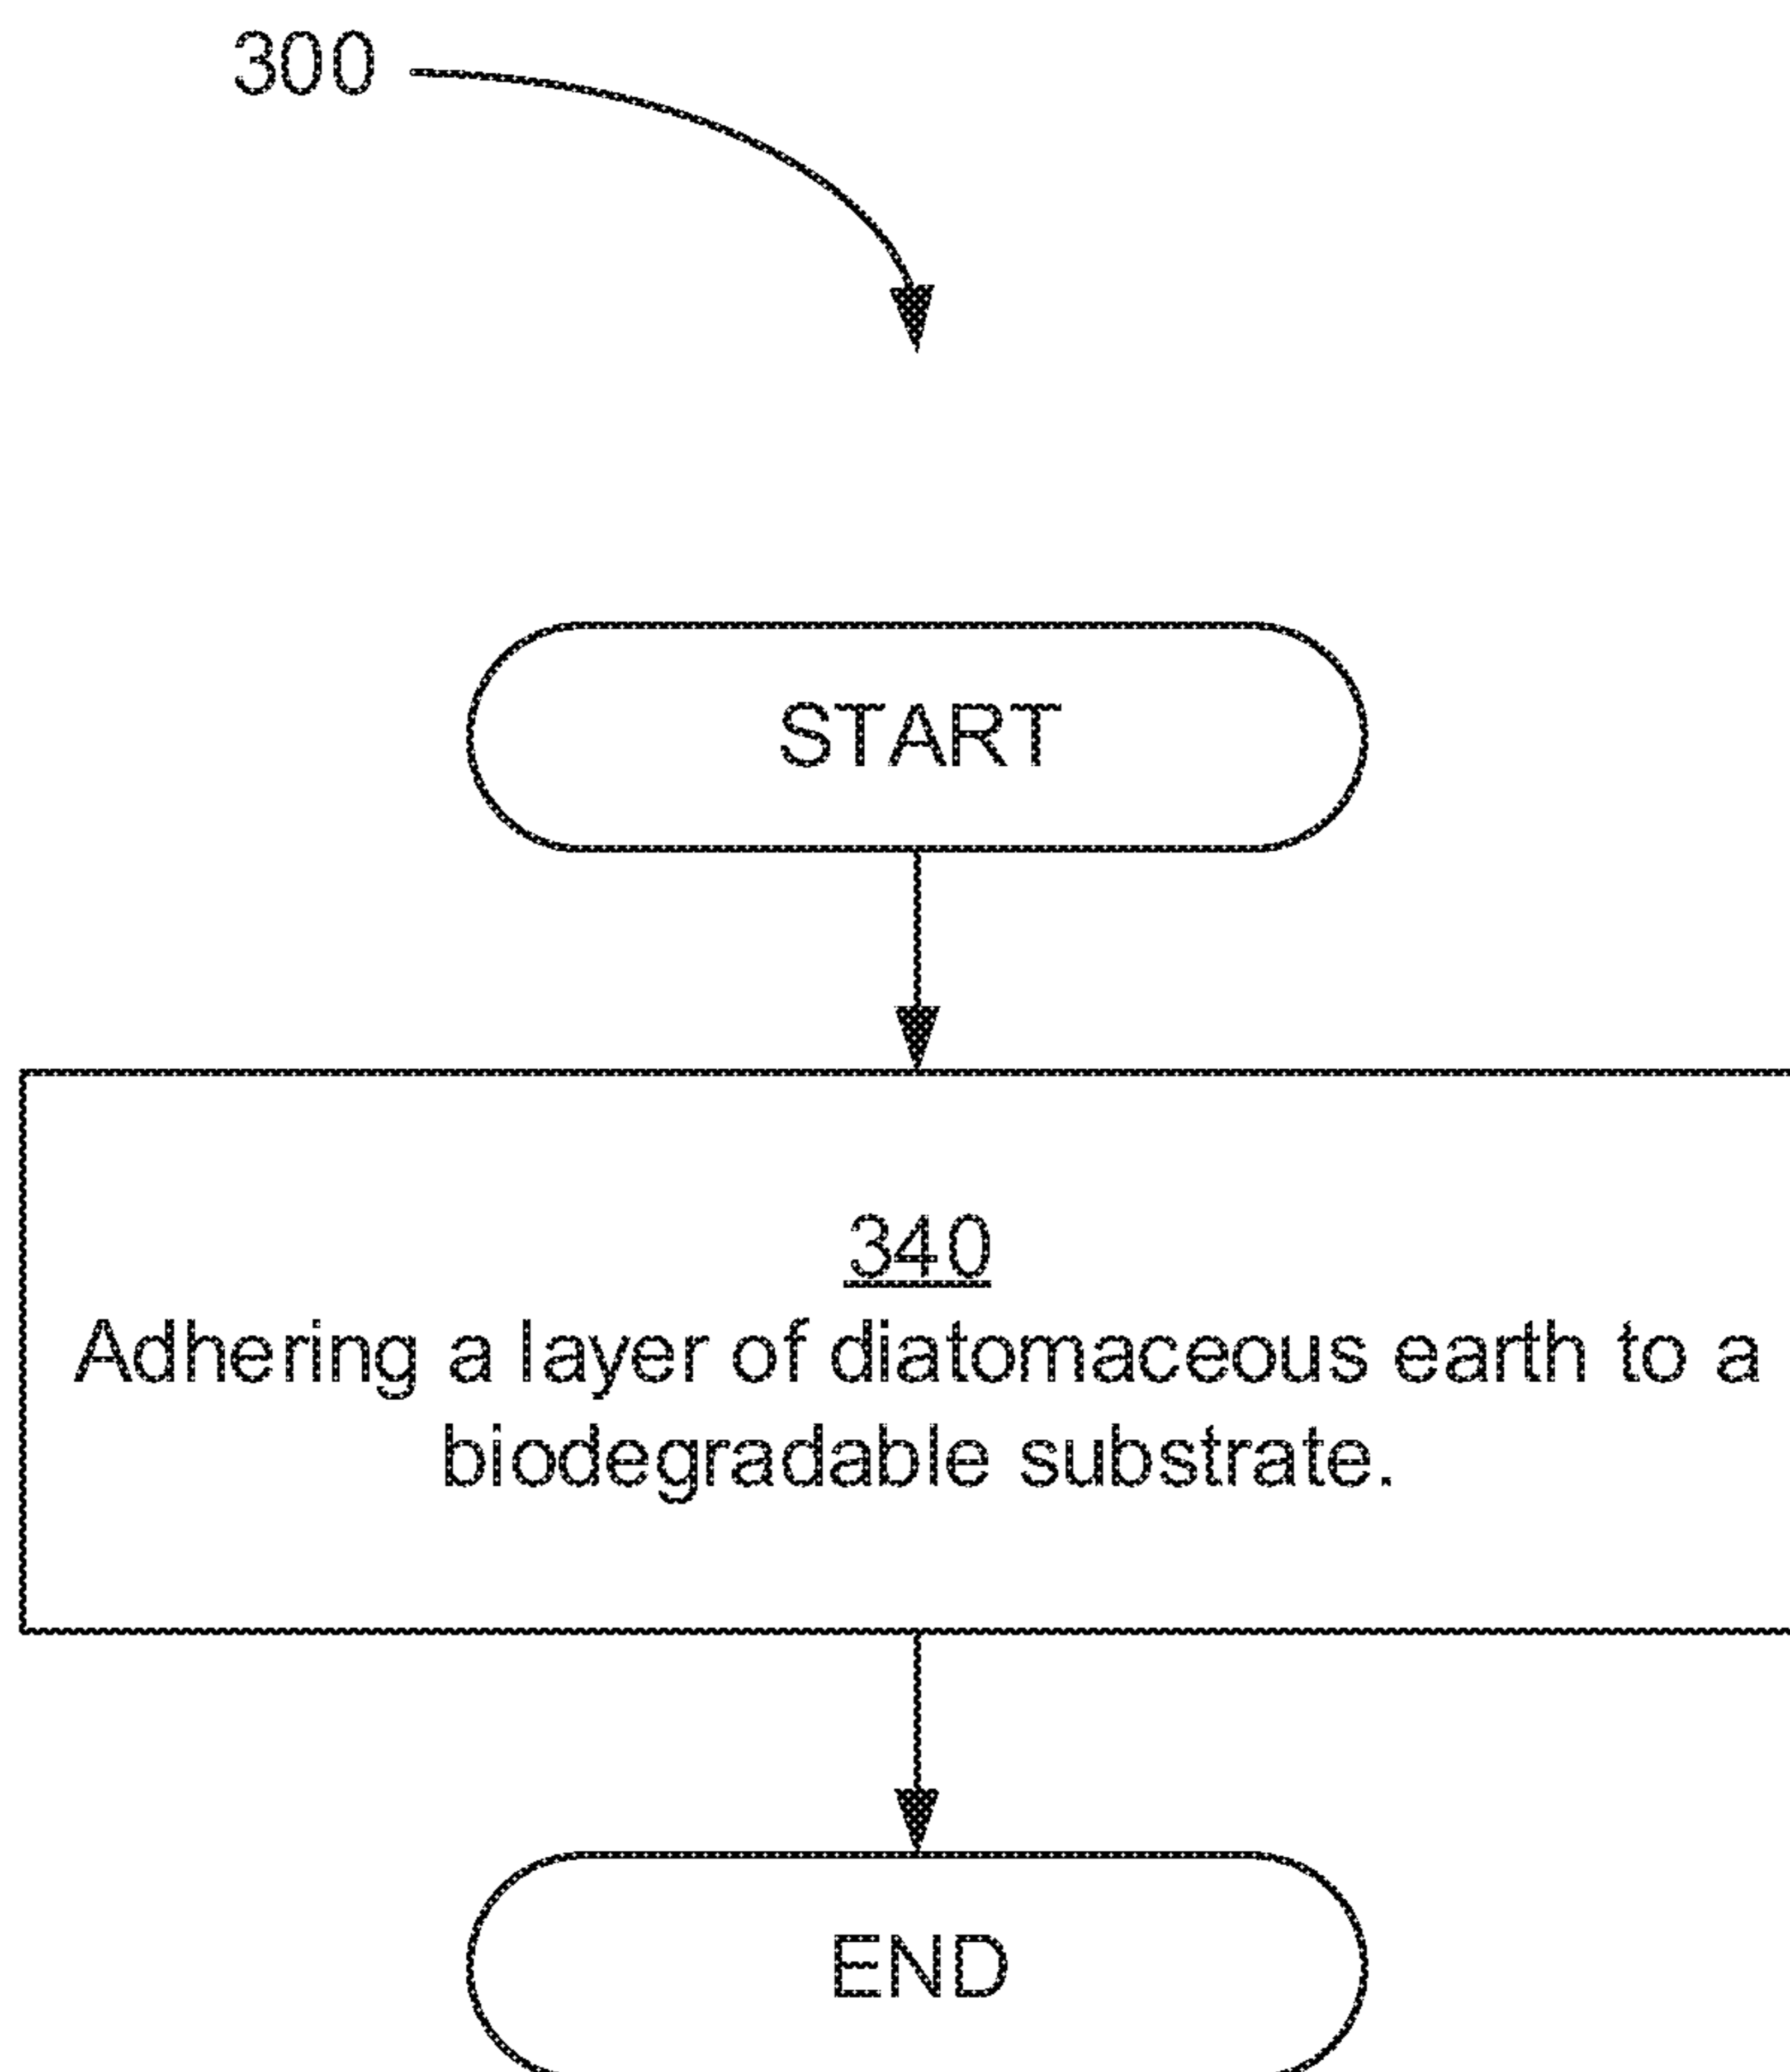 300
START
340
Adhering a layer of diatomaceous earth to a
biodegradable substrate.
END